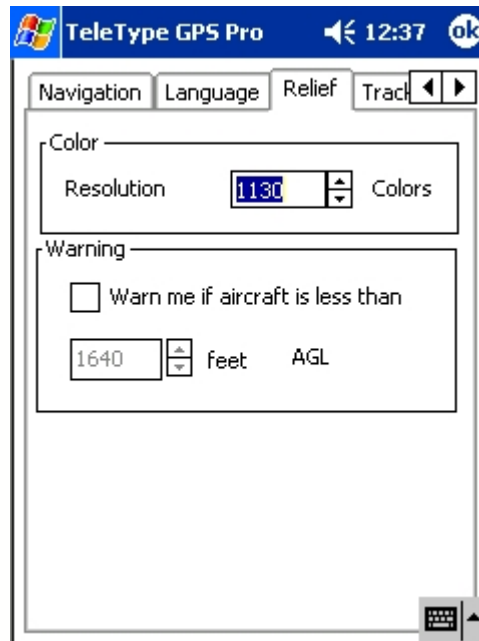 TeleType GPS Pro 12:37 ok
Navigation Language Relief Track
Color
Resolution 1130 Colors
Warning
Warn me if aircraft is less than
1640 feet AGL